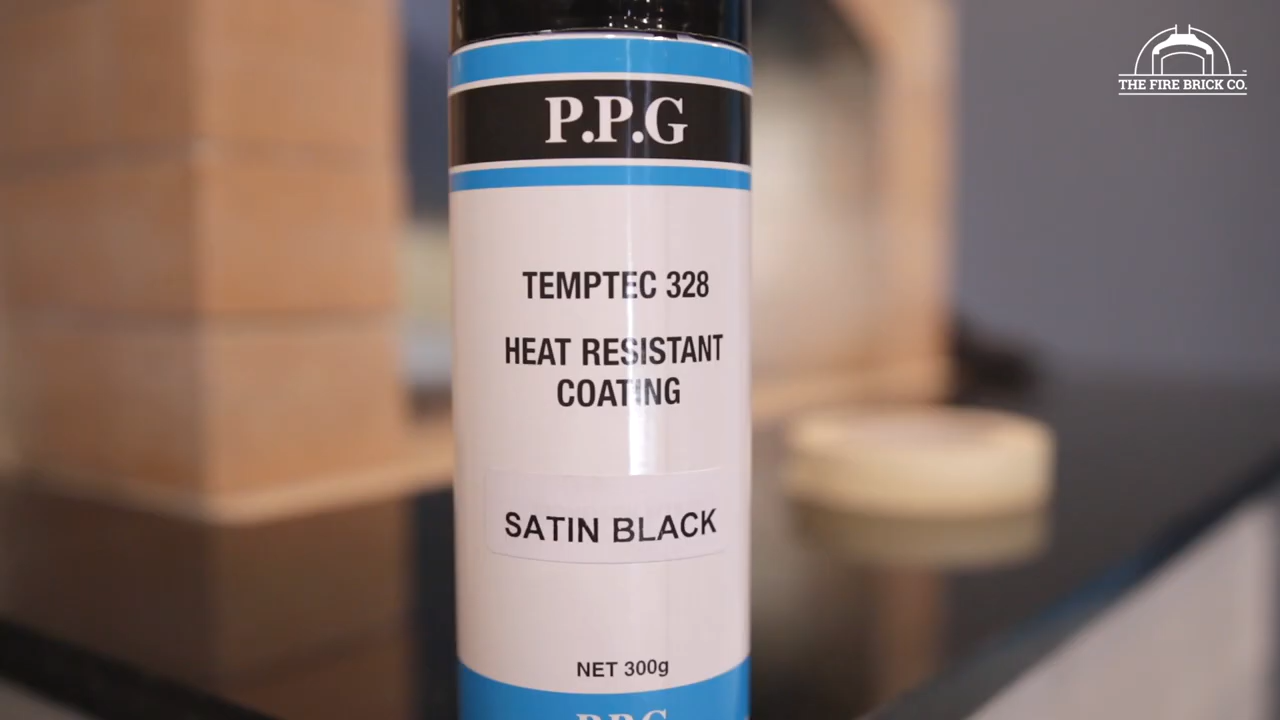 THE FIRE BRICK CO.
P.P.G
TEMPTEC 328
HEAT RESISTANT
COATING
SATIN BLACK
NET 300g
P.P.G